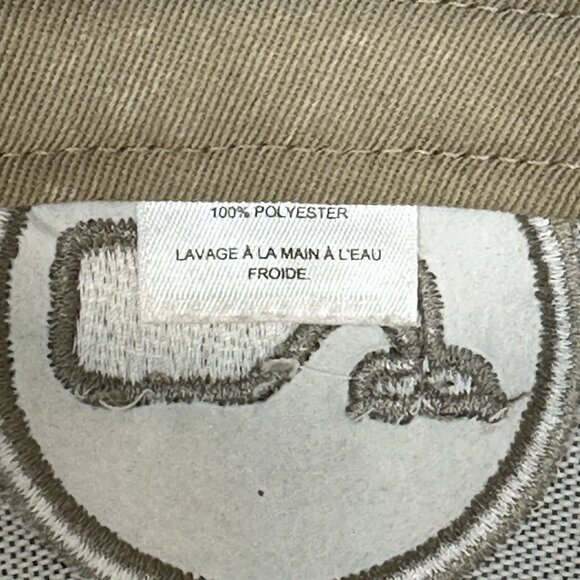 100% POLYESTER
LAVAGE À LA MAIN À L'EAU
FROIDE.